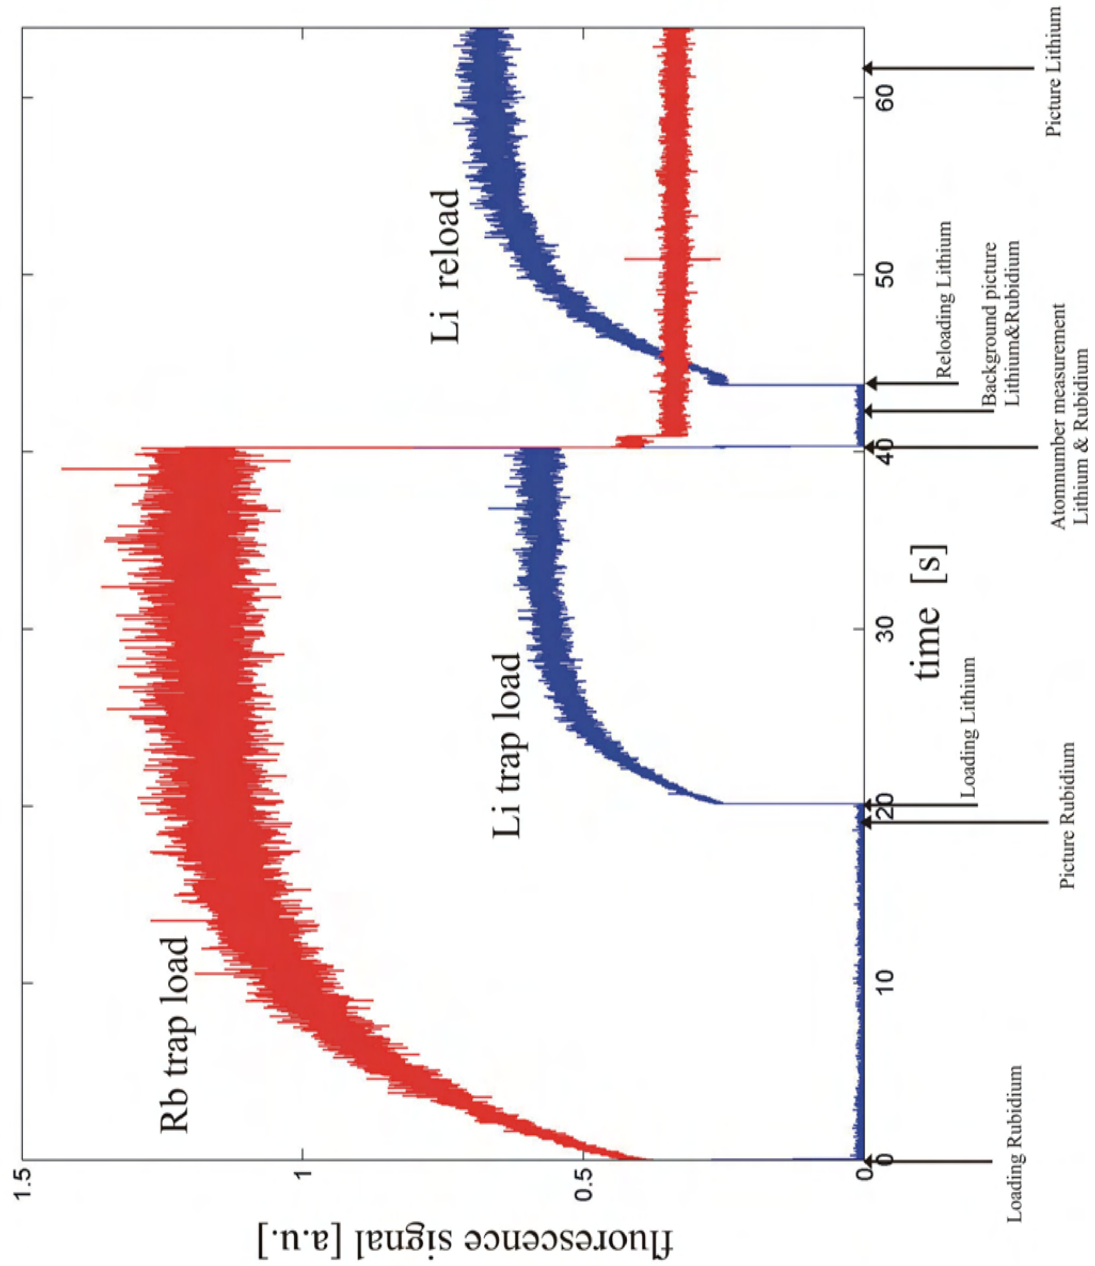 fluorescence signal [a.u.]
1.5
1
0.5
0
Rb trap load
Li trap load
Li reload
0
10
20
30
40
50
60
time [s]
Loading Rubidium
Picture Rubidium
Loading Lithium
Atomnumber measurement
Lithium & Rubidium
Background picture
Lithium&Rubidium
Reloading Lithium
Picture Lithium